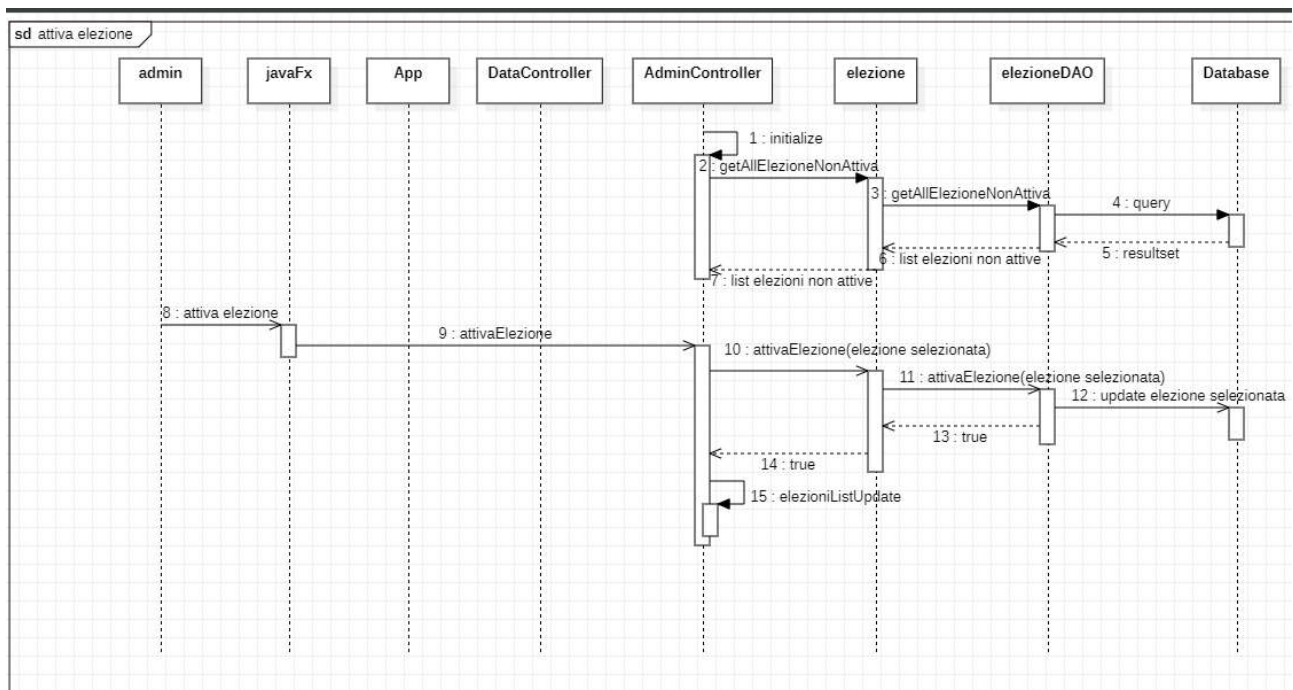 sd attiva elezione
admin
javaFx
App
DataController
AdminController
elezione
elezioneDAO
Database
1 : initialize
2 : getAllElezioneNonAttiva
3 : getAllElezioneNonAttiva
4 : query
5 : resultset
6 : list elezioni non attive
7 : list elezioni non attive
8 : attiva elezione
9 : attivaElezione
10 : attivaElezione(elezione selezionata)
11 : attivaElezione(elezione selezionata)
12 : update elezione selezionata
13 : true
14 : true
15 : elezioniListUpdate